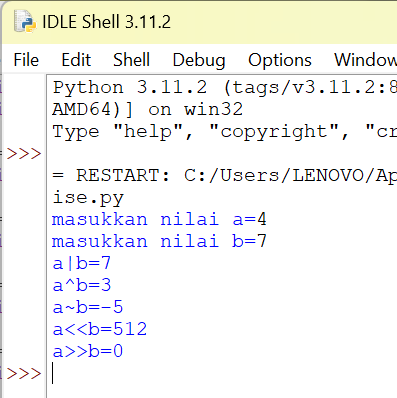 IDLE Shell 3.11.2
File Edit Shell Debug Options Window
Python 3.11.2 (tags/v3.11.2:8
AMD64)] on win32
Type "help", "copyright", "cr
>>>
= RESTART: C:/Users/LENOVO/Ap
ise.py
masukkan nilai a=4
masukkan nilai b=7
a|b=7
a^b=3
a~b=-5
a<<b=512
a>>b=0
>>>